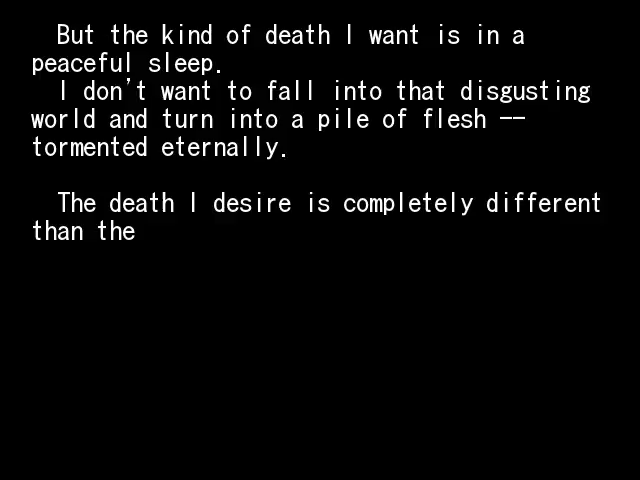 But the kind of death I want is in a
peaceful sleep.
I don't want to fall into that disgusting
world and turn into a pile of flesh --
tormented eternally.
The death I desire is completely different
than the